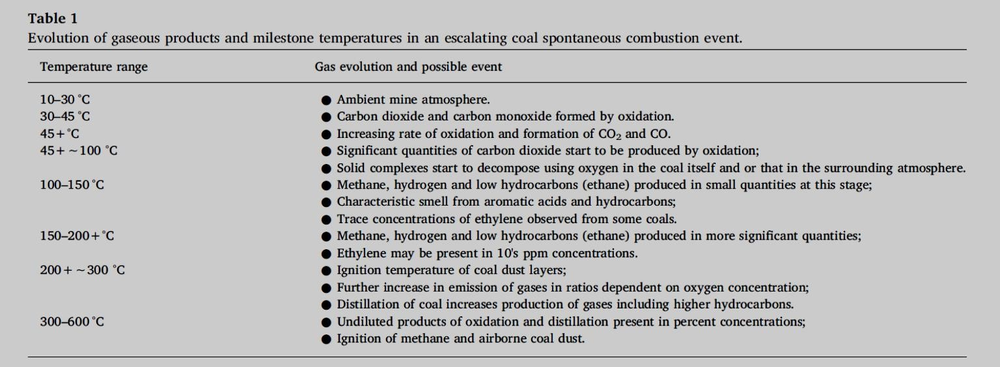 Table 1
Evolution of gaseous products and milestone temperatures in an escalating coal spontaneous combustion event.
Temperature range Gas evolution and possible event
10–30 °C ● Ambient mine atmosphere.
30–45 °C ● Carbon dioxide and carbon monoxide formed by oxidation.
45+°C ● Increasing rate of oxidation and formation of CO₂ and CO.
45+ ~100 °C ● Significant quantities of carbon dioxide start to be produced by oxidation;
● Solid complexes start to decompose using oxygen in the coal itself and or that in the surrounding atmosphere.
100–150 °C ● Methane, hydrogen and low hydrocarbons (ethane) produced in small quantities at this stage;
● Characteristic smell from aromatic acids and hydrocarbons;
● Trace concentrations of ethylene observed from some coals.
150–200+°C ● Methane, hydrogen and low hydrocarbons (ethane) produced in more significant quantities;
● Ethylene may be present in 10's ppm concentrations.
200+ ~300 °C ● Ignition temperature of coal dust layers;
● Further increase in emission of gases in ratios dependent on oxygen concentration;
● Distillation of coal increases production of gases including higher hydrocarbons.
300–600 °C ● Undiluted products of oxidation and distillation present in percent concentrations;
● Ignition of methane and airborne coal dust.